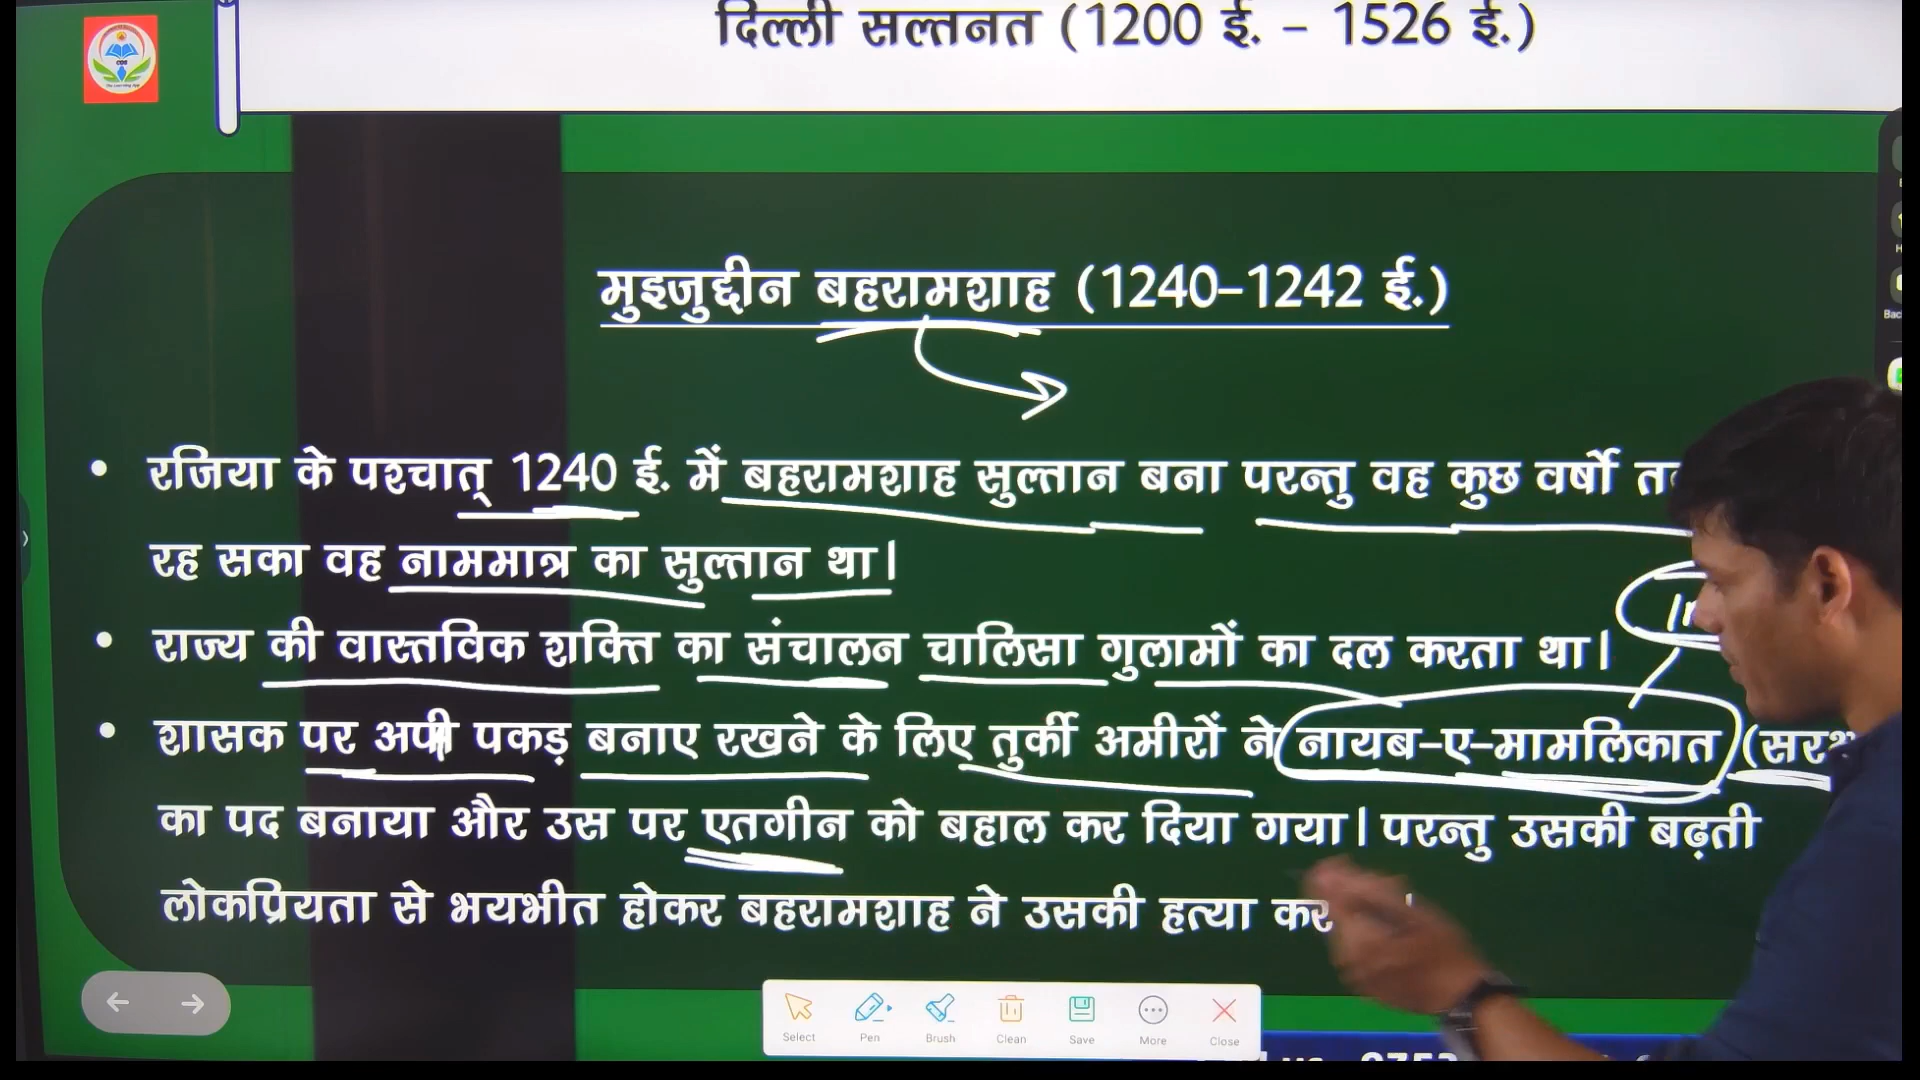 दिल्ली सल्तनत (1200 ई. – 1526 ई.)
मुइजुद्दीन बहरामशाह (1240–1242 ई.)
• रजिया के पश्चात् 1240 ई. में बहरामशाह सुल्तान बना परन्तु वह कुछ वर्षो
रह सका वह नाममात्र का सुल्तान था।
• राज्य की वास्तविक शक्ति का संचालन चालिसा गुलामों का दल करता था।
• शासक पर अपनी पकड़ बनाए रखने के लिए तुर्की अमीरों ने नायब-ए-मामलिकात
का पद बनाया और उस पर एतगीन को बहाल कर दिया गया। परन्तु उसकी बढ़ती
लोकप्रियता से भयभीत होकर बहरामशाह ने उसकी हत्या कर
Select Pen Brush Clean Save More Close